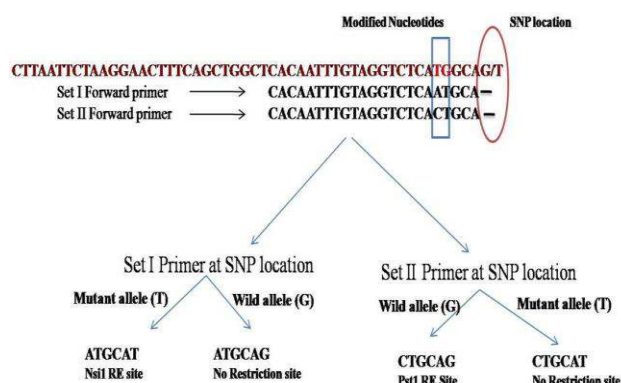 Modified Nucleotides SNP location
CTTAATTCTAAGGAACTTTCAGCTGGCTCACAATTTGTAGGTCTCATGGCAG/T
Set I Forward primer CACAATTTGTAGGTCTCAATGCA–
Set II Forward primer CACAATTTGTAGGTCTCACTGCA–
Set I Primer at SNP location
Set II Primer at SNP location
Mutant allele (T) Wild allele (G)
Wild allele (G) Mutant allele (T)
ATGCAT ATGCAG CTGCAG CTGCAT
Nsi1 RE site No Restriction site Pst1 RE Site No Restriction site